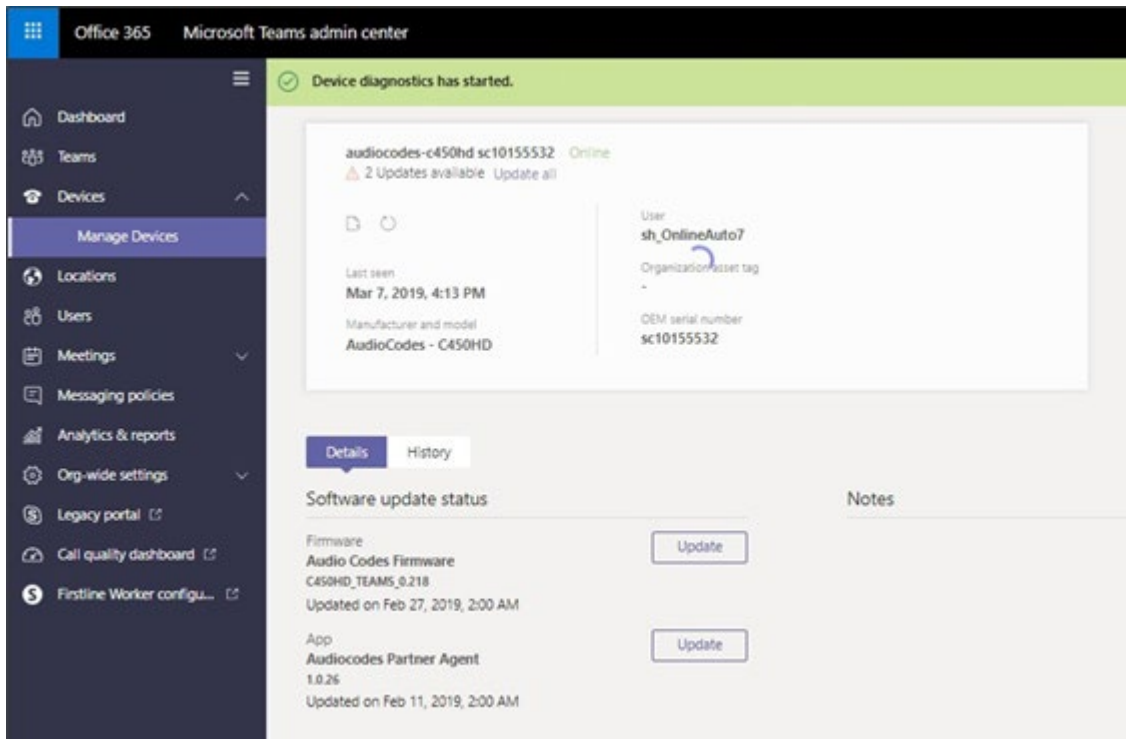 Office 365 Microsoft Teams admin center
Device diagnostics has started.
Dashboard
Teams
Devices
Manage Devices
Locations
Users
Meetings
Messaging policies
Analytics & reports
Org-wide settings
Legacy portal
Call quality dashboard
Firstline Worker configu...
audiocodes-c450hd sc10155532 Online
2 Updates available Update all
Last seen
Mar 7, 2019, 4:13 PM
Manufacturer and model
AudioCodes - C450HD
User
sh_OnlineAuto7
Organization asset tag
-
OEM serial number
sc10155532
Details History
Software update status
Firmware
Audio Codes Firmware
C450HD_TEAMS_0.218
Updated on Feb 27, 2019, 2:00 AM
Update
App
Audiocodes Partner Agent
1.0.26
Updated on Feb 11, 2019, 2:00 AM
Update
Notes